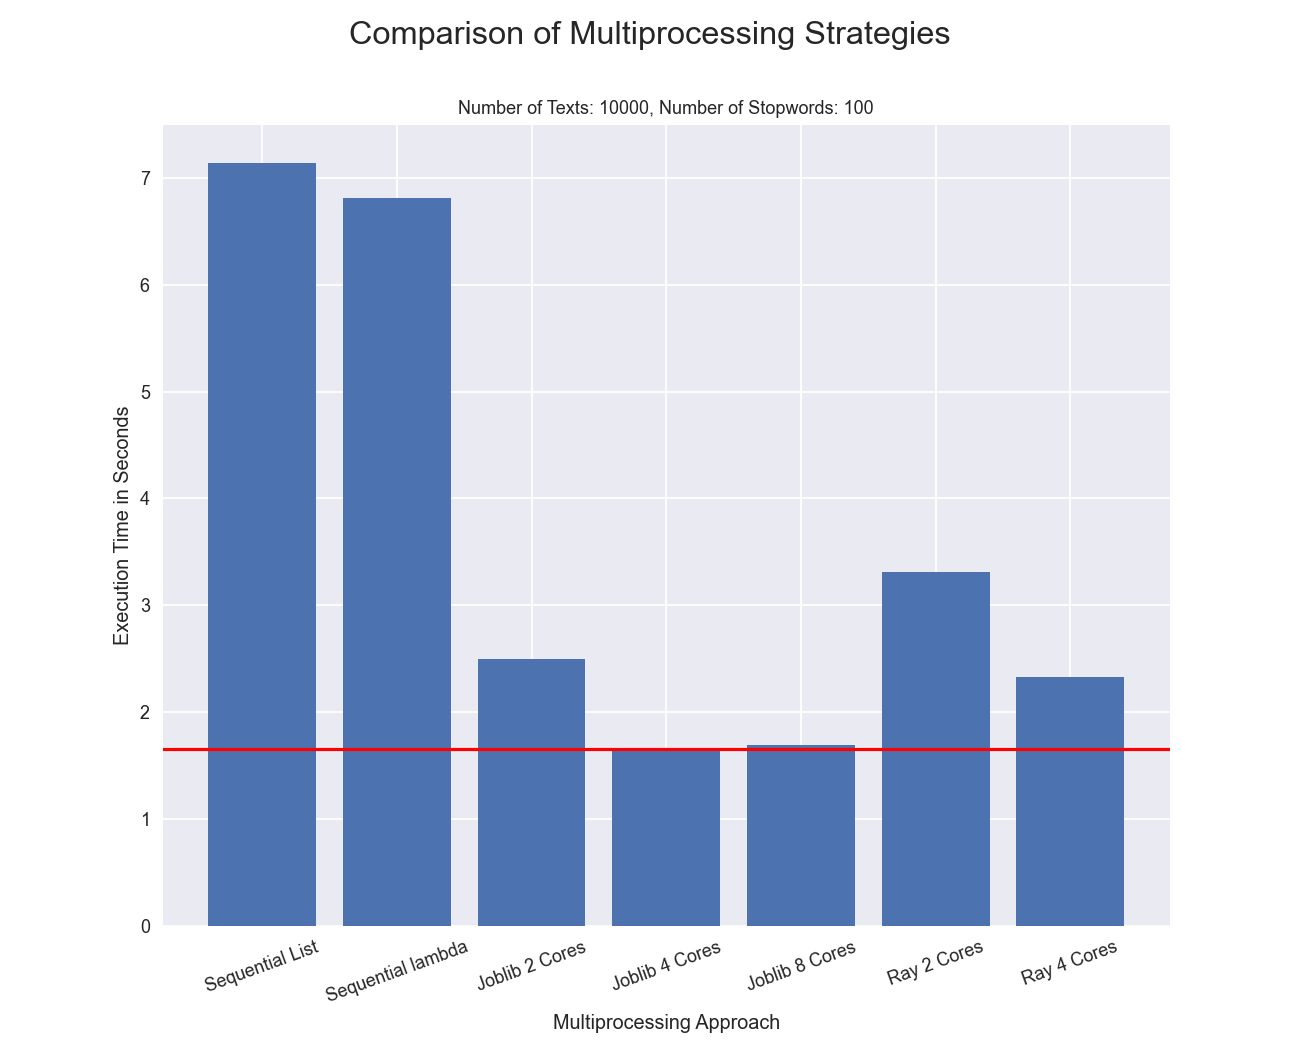 Comparison of Multiprocessing Strategies
Number of Texts: 10000, Number of Stopwords: 100
Execution Time in Seconds
7
6
5
4
3
2
1
0
Sequential List
Sequential lambda
Joblib 2 Cores
Joblib 4 Cores
Joblib 8 Cores
Ray 2 Cores
Ray 4 Cores
Multiprocessing Approach